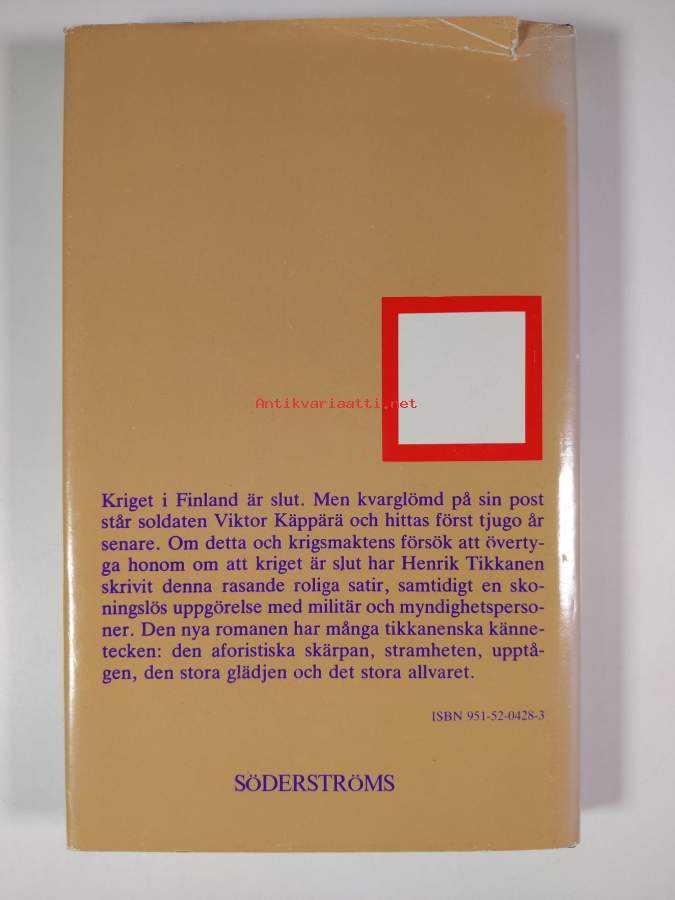 Antikvariaatti.net
Kriget i Finland är slut. Men kvarglömd på sin post
står soldaten Viktor Käppärä och hittas först tjugo år
senare. Om detta och krigsmaktens försök att överty-
ga honom om att kriget är slut har Henrik Tikkanen
skrivit denna rasande roliga satir, samtidigt en sko-
ningslös uppgörelse med militär och myndighetsperso-
ner. Den nya romanen har många tikkanenska känne-
tecken: den aforistiska skärpan, stramheten, upptå-
gen, den stora glädjen och det stora allvaret.
ISBN 951-52-0428-3
SÖDERSTRÖMS